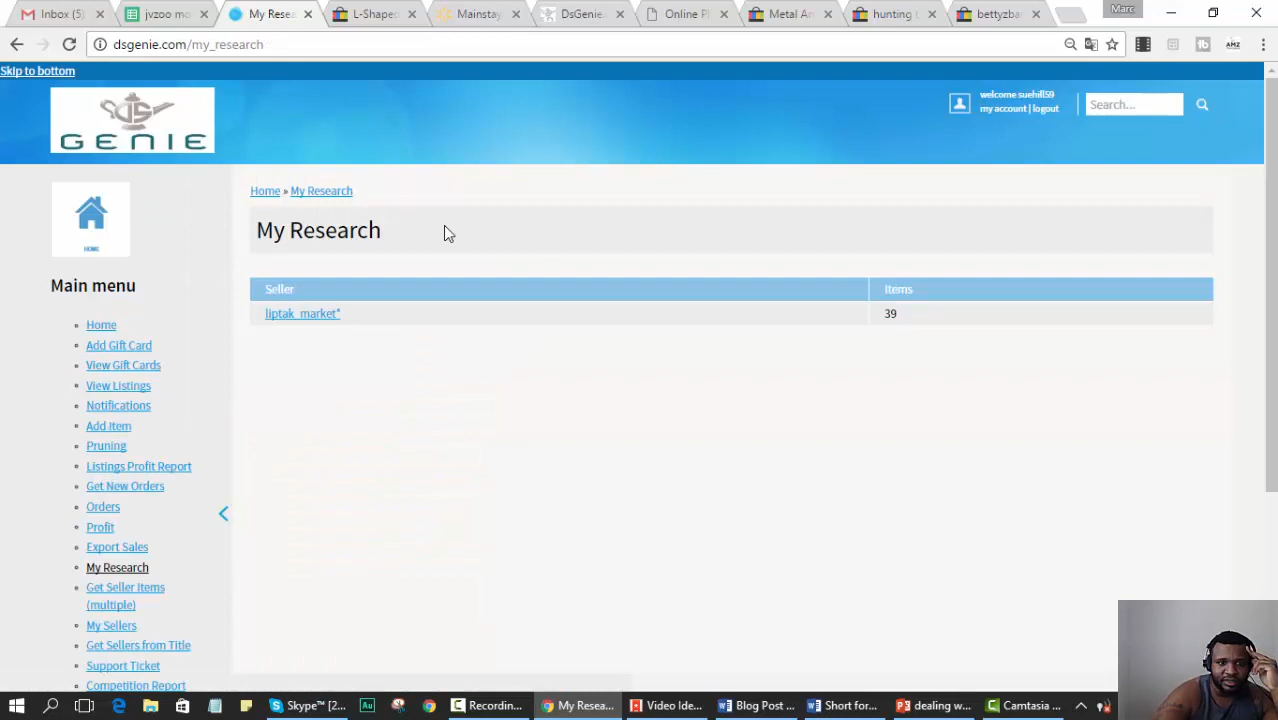 Marc
Inbox (5)
jvzoo mo
My Resea
L-Shaped
Mainstay
DsGenie.
Online P
Metal Ar
hunting
bettyzba
dsgenie.com/my_research
AMZ
Skip to bottom
GENIE
welcome suehill59
my account | logout
Search...
HOME
Home » My Research
My Research
Main menu
Seller
Items
liptak_market*
39
Home
Add Gift Card
View Gift Cards
View Listings
Notifications
Add Item
Pruning
Listings Profit Report
Get New Orders
Orders
Profit
Export Sales
My Research
Get Seller Items
(multiple)
My Sellers
Get Sellers from Title
Support Ticket
Competition Report
Skype™ [2...
Au
Recordin...
My Resea...
Video Ide...
Blog Post ...
Short for...
dealing w...
Camtasia ...